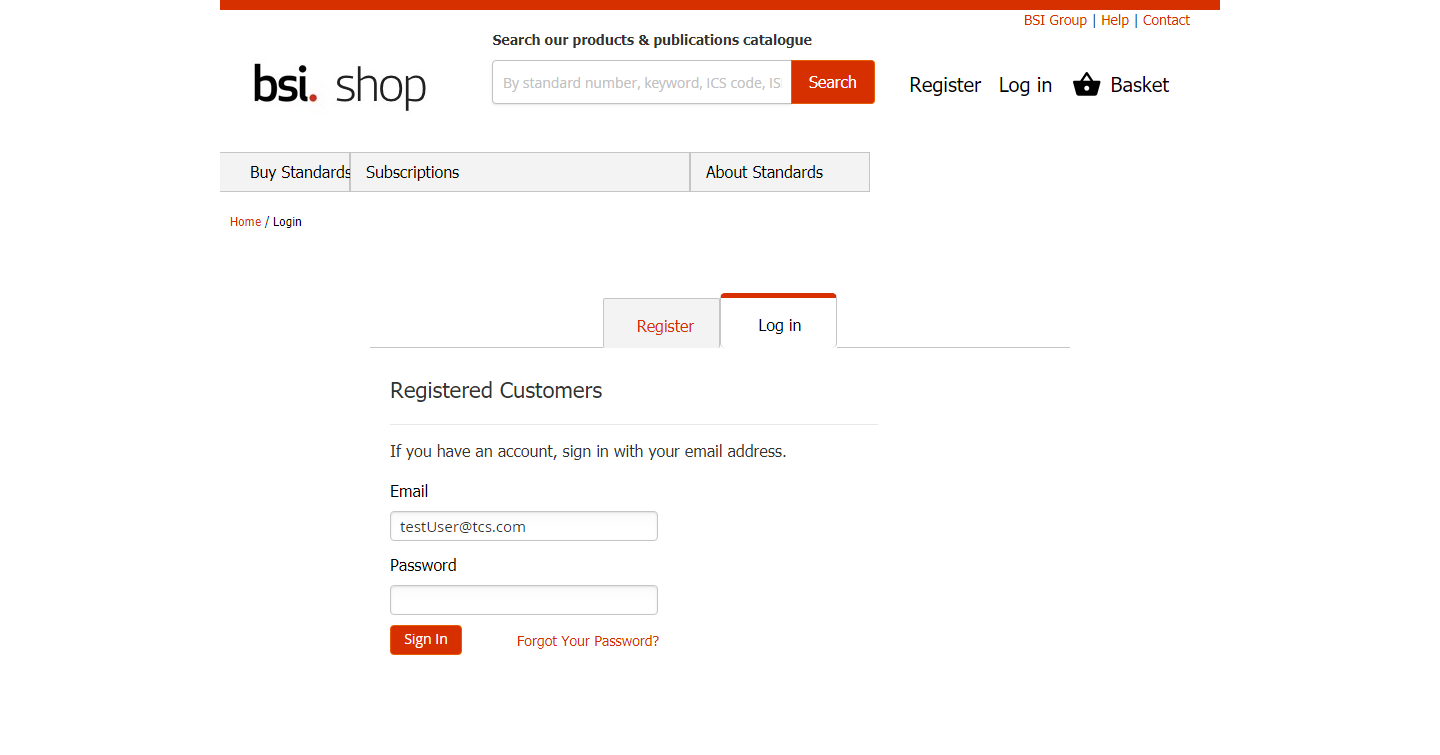 BSI Group | Help | Contact
Search our products & publications catalogue
bsi. shop
By standard number, keyword, ICS code, IS
Search
Register Log in Basket
Buy Standards Subscriptions About Standards
Home / Login
Register Log in
Registered Customers
If you have an account, sign in with your email address.
Email
testUser@tcs.com
Password
Sign In Forgot Your Password?